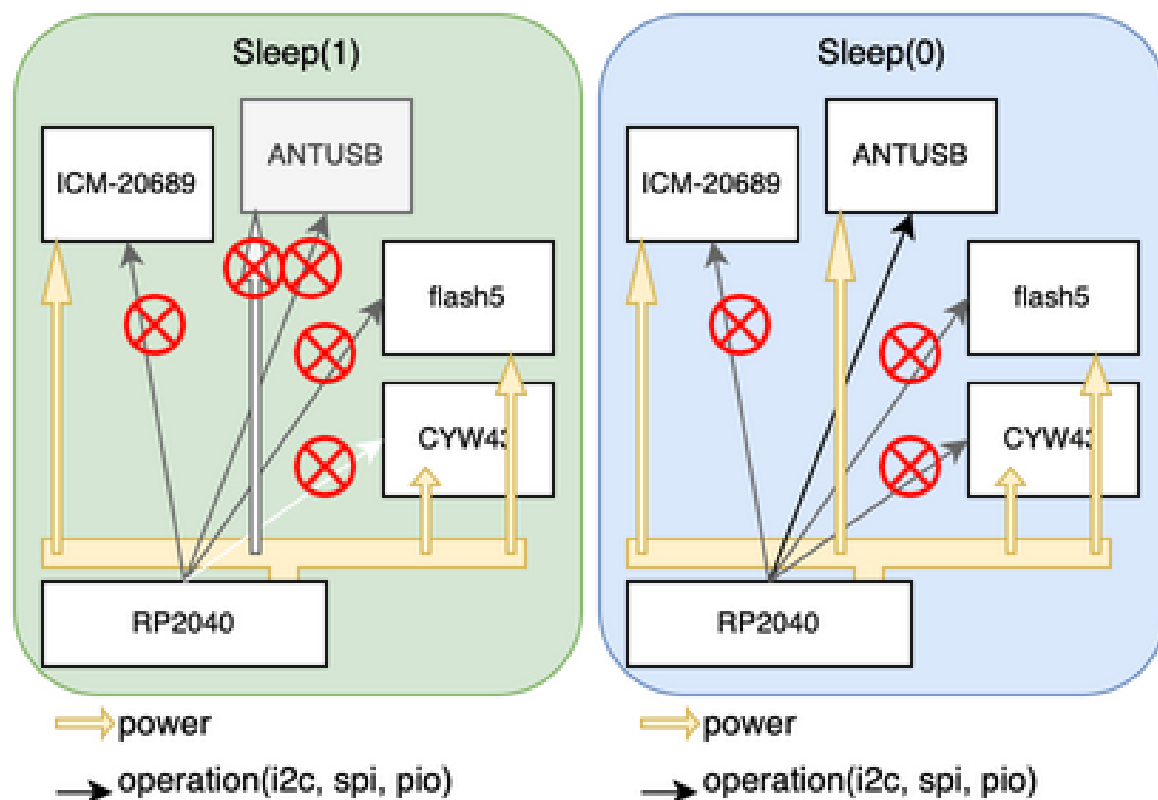 Sleep(1)
ANTUSB
ICM-20689
flash5
CYW43
RP2040
power
operation(i2c, spi, pio)
Sleep(0)
ANTUSB
ICM-20689
flash5
CYW43
RP2040
power
operation(i2c, spi, pio)